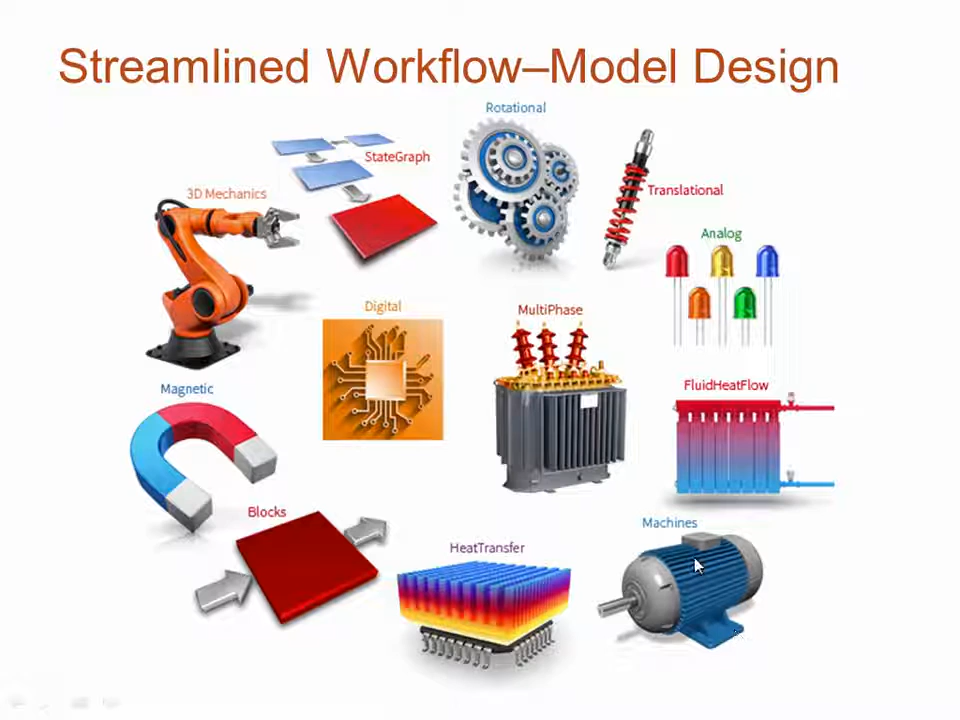 Streamlined Workflow–Model Design
Rotational
StateGraph
3D Mechanics
Translational
Analog
Digital
MultiPhase
Magnetic
FluidHeatFlow
Blocks
Machines
HeatTransfer